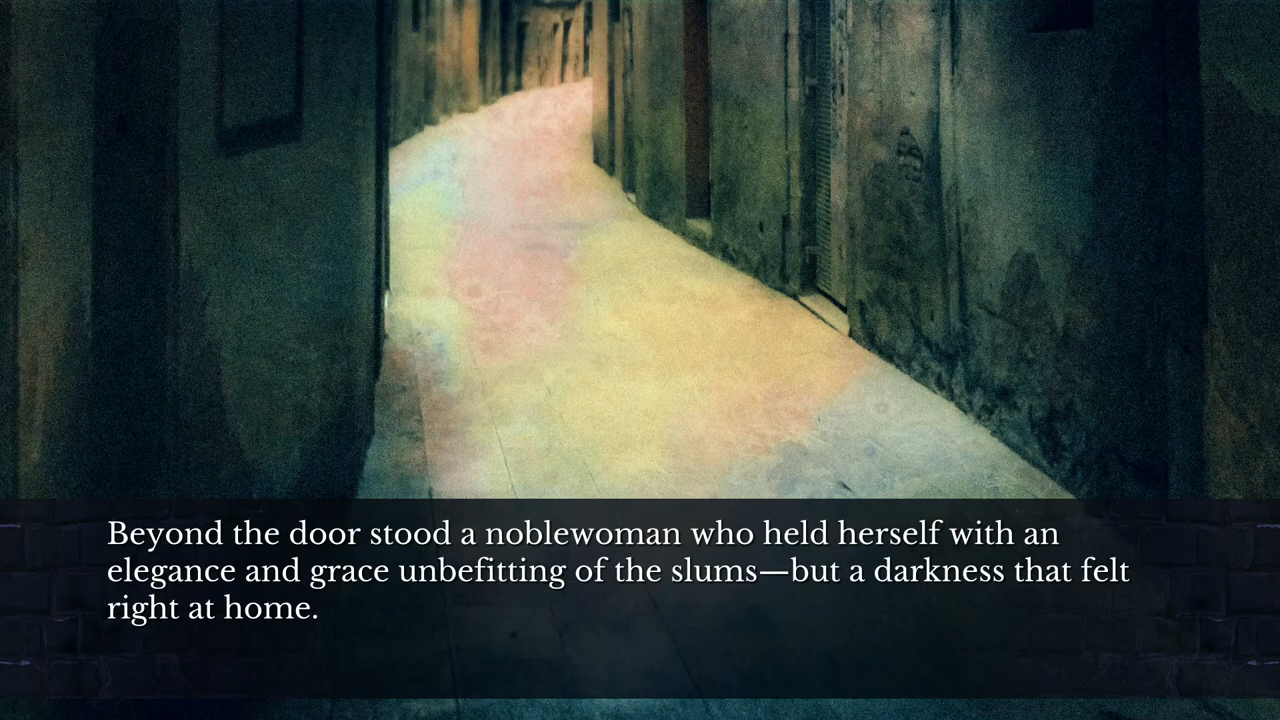 Beyond the door stood a noblewoman who held herself with an
elegance and grace unbefitting of the slums—but a darkness that felt
right at home.